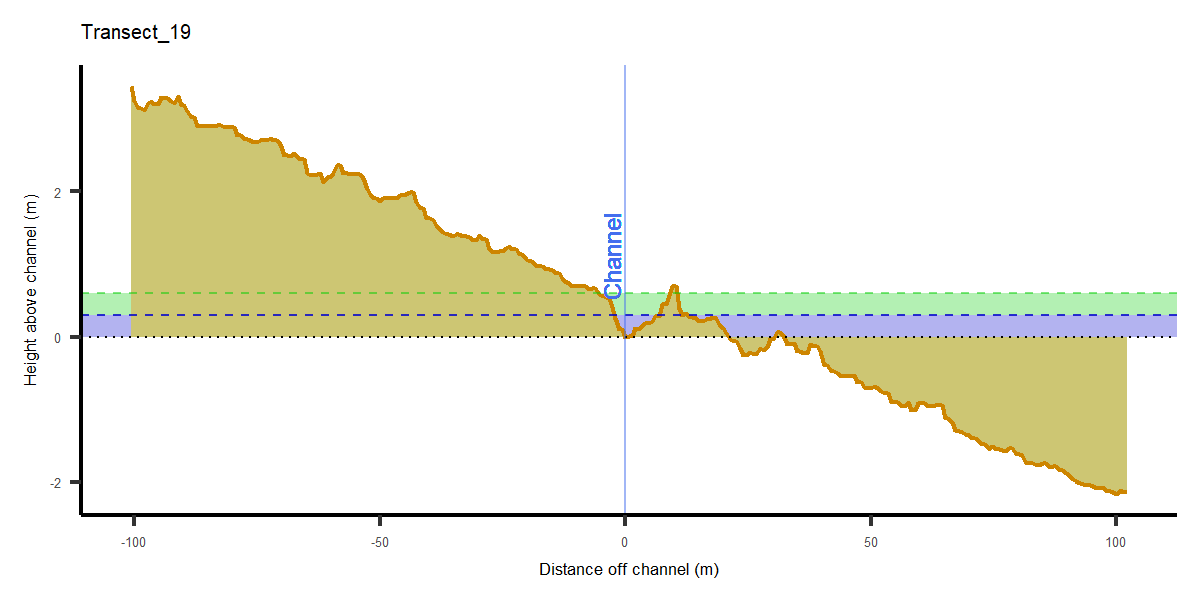 Transect_19
Height above channel (m)
2
0
-2
Channel
-100
-50
0
50
100
Distance off channel (m)